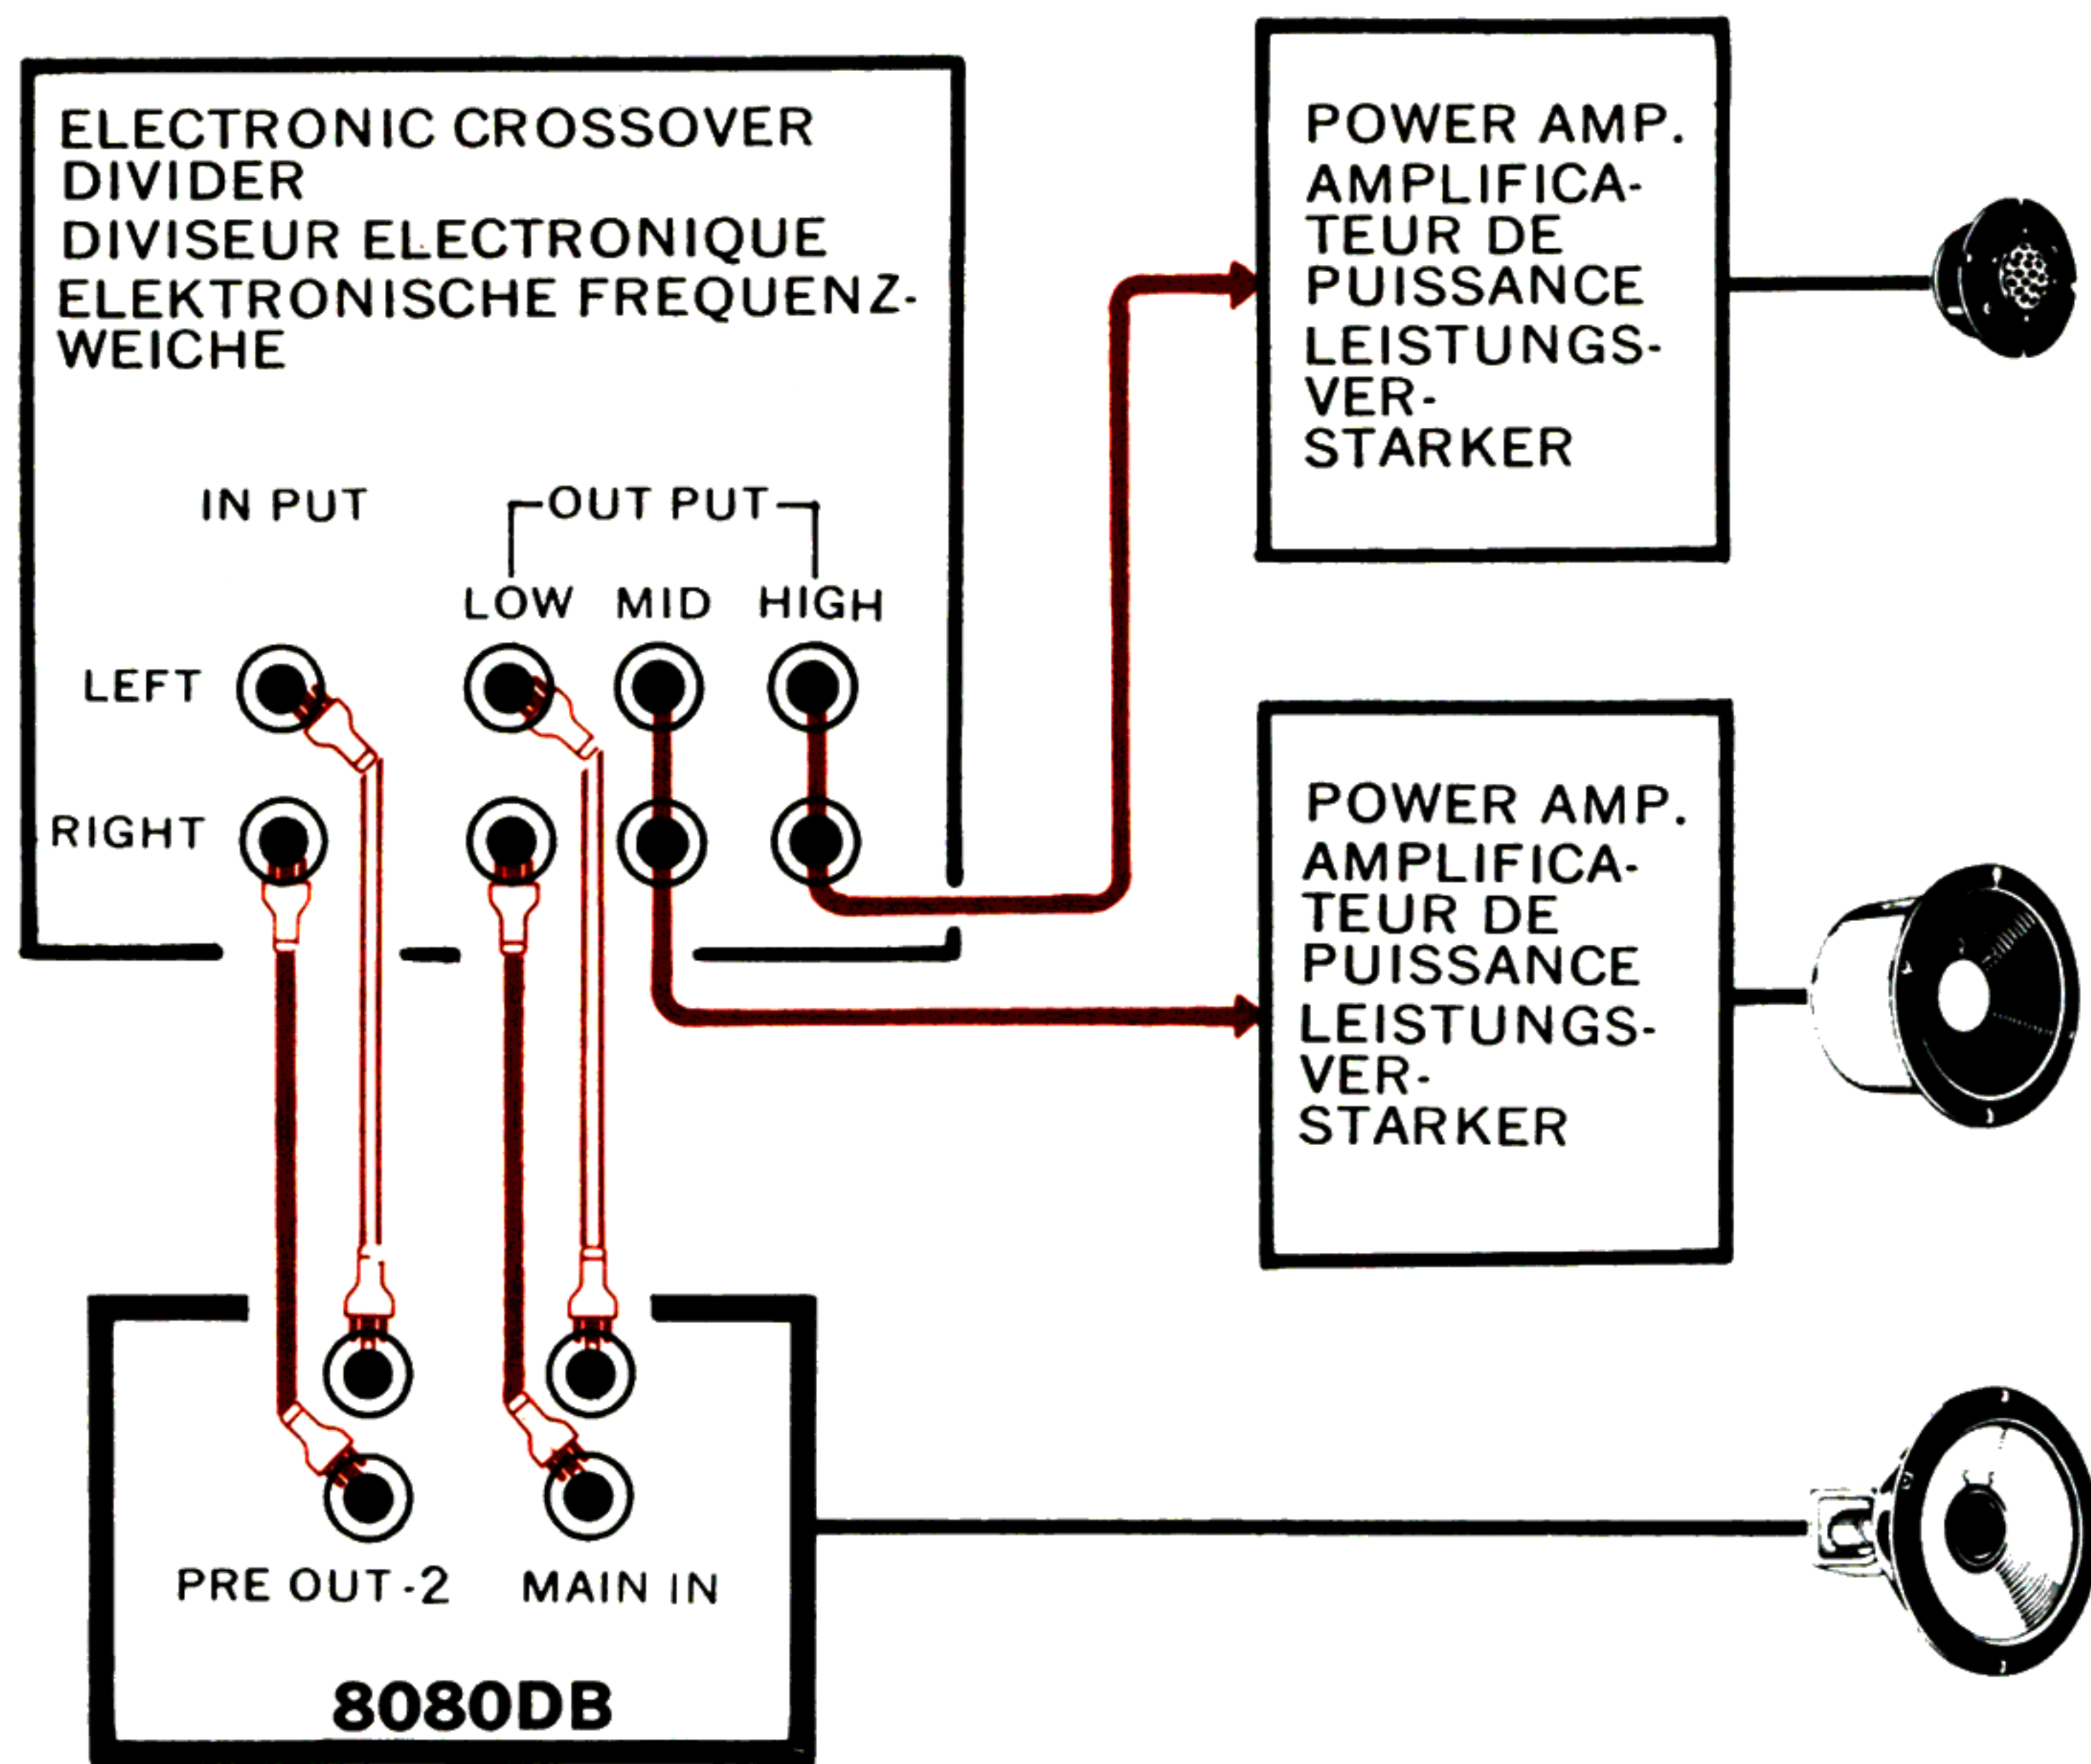 ELECTRONIC CROSSOVER
DIVIDER
DIVISEUR ELECTRONIQUE
ELEKTRONISCHE FREQUENZ-
WEICHE
IN PUT
OUT PUT
LOW MID HIGH
LEFT
RIGHT
POWER AMP.
AMPLIFICA-
TEUR DE
PUISSANCE
LEISTUNGS-
VER-
STARKER
POWER AMP.
AMPLIFICA-
TEUR DE
PUISSANCE
LEISTUNGS-
VER-
STARKER
PRE OUT-2
MAIN IN
8080DB